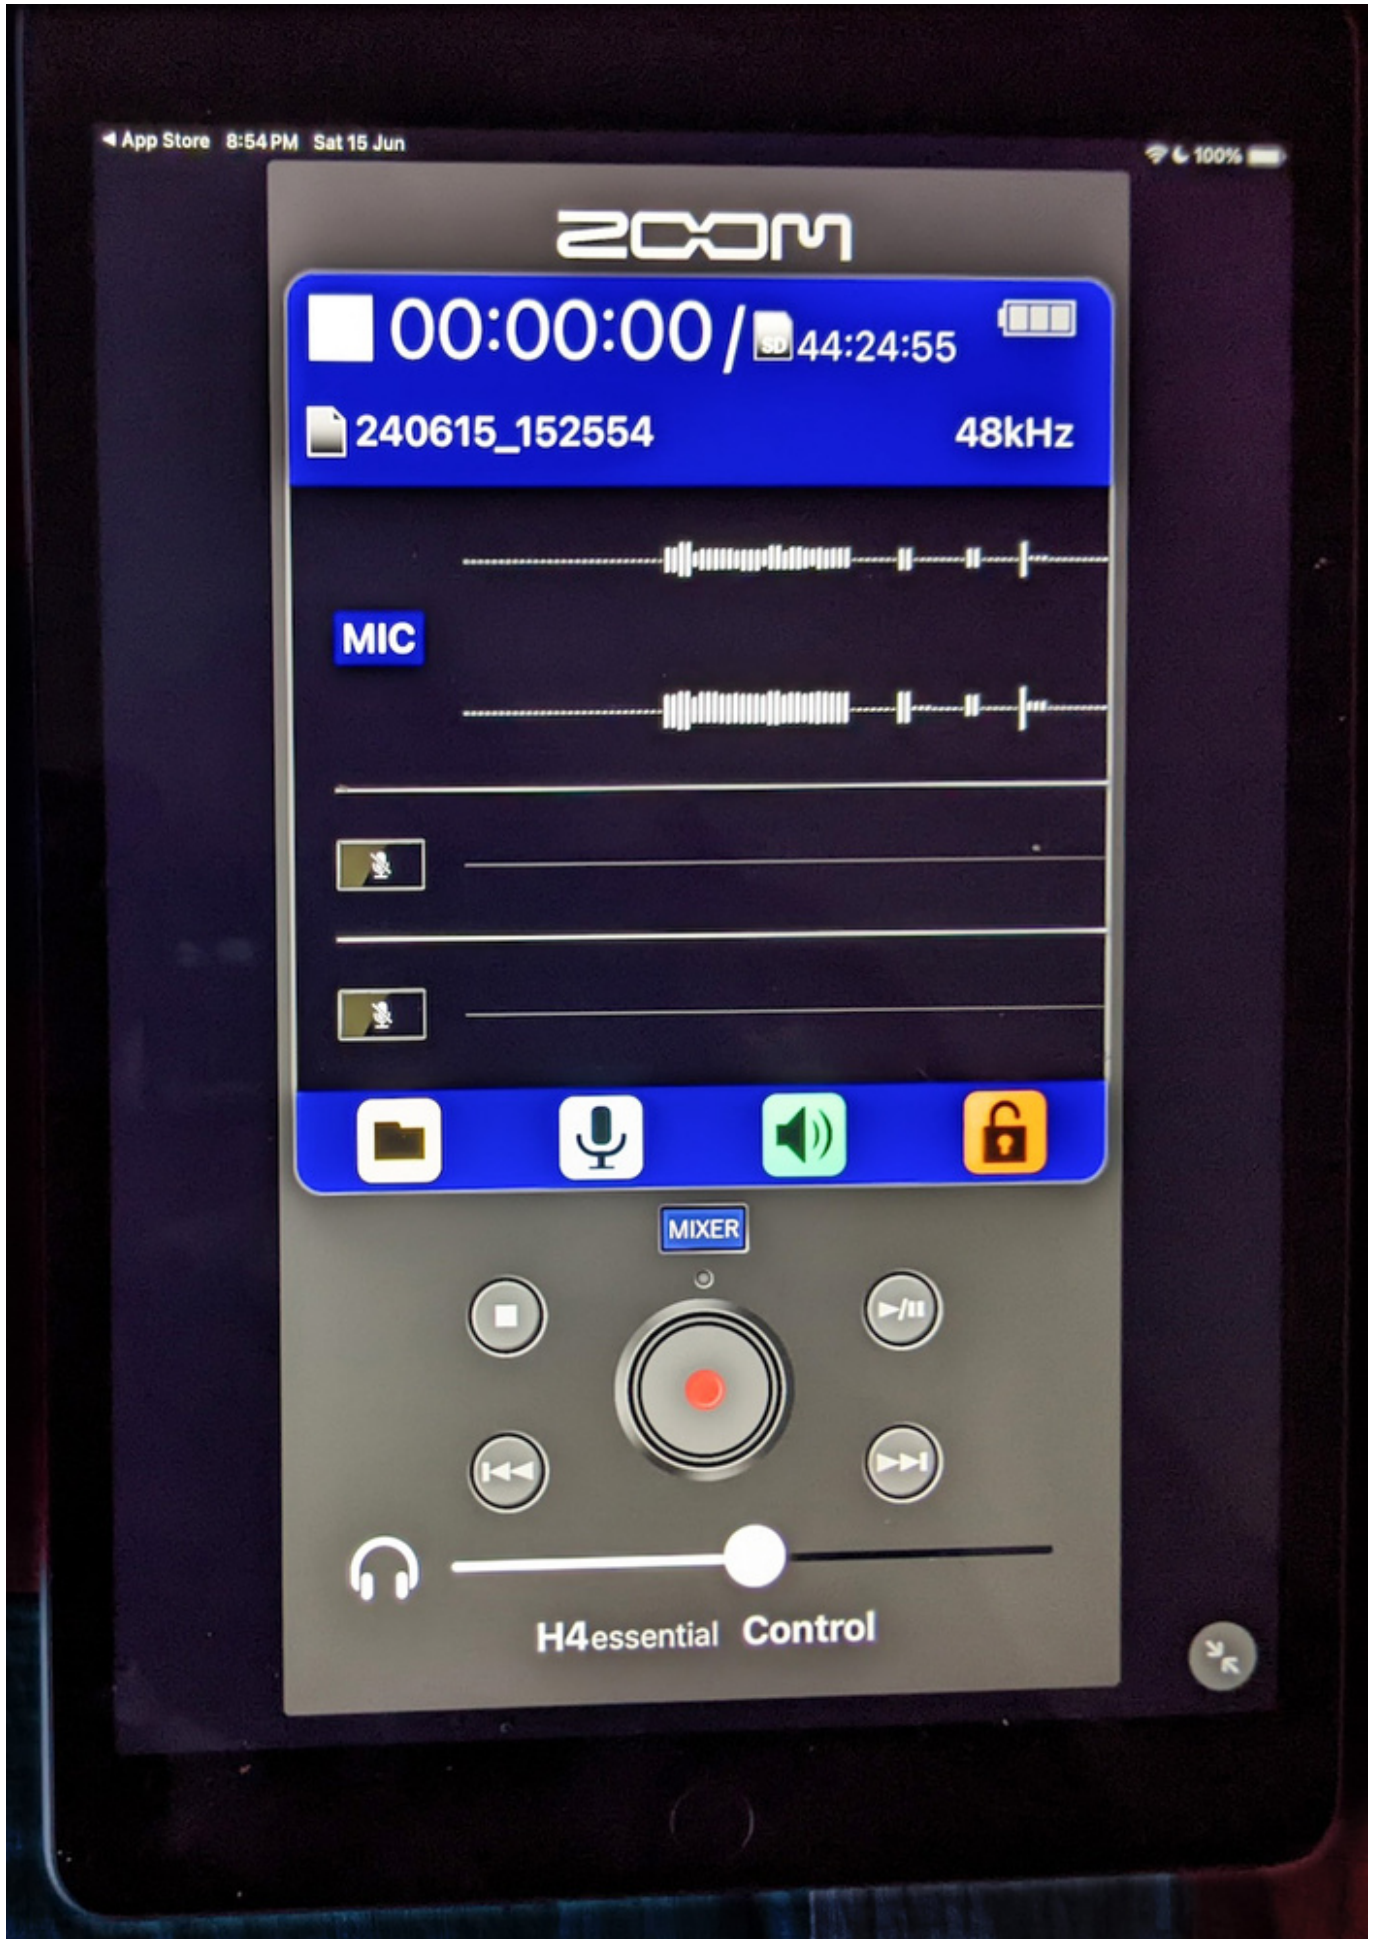 App Store 8:54 PM Sat 15 Jun 100%
ZOOM
00:00:00/ SD 44:24:55
240615_152554 48kHz
MIC
MIXER
H4essential Control